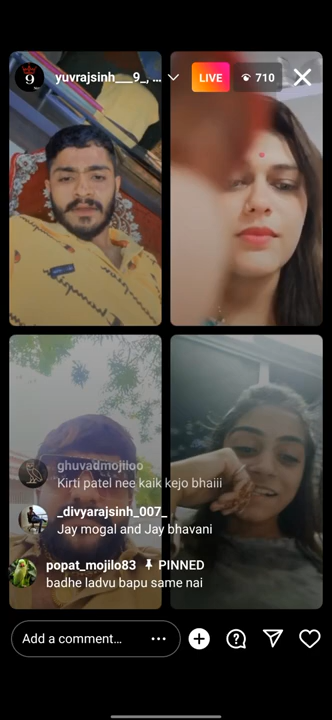 9
yuvrajsinh___9_, ...
LIVE
710
ghuvadmojiloo
Kirti patel nee kaik kejo bhaiii
_divyarajsinh_007_
Jay mogal and Jay bhavani
popat_mojilo83 PINNED
badhe ladvu bapu same nai
Add a comment...